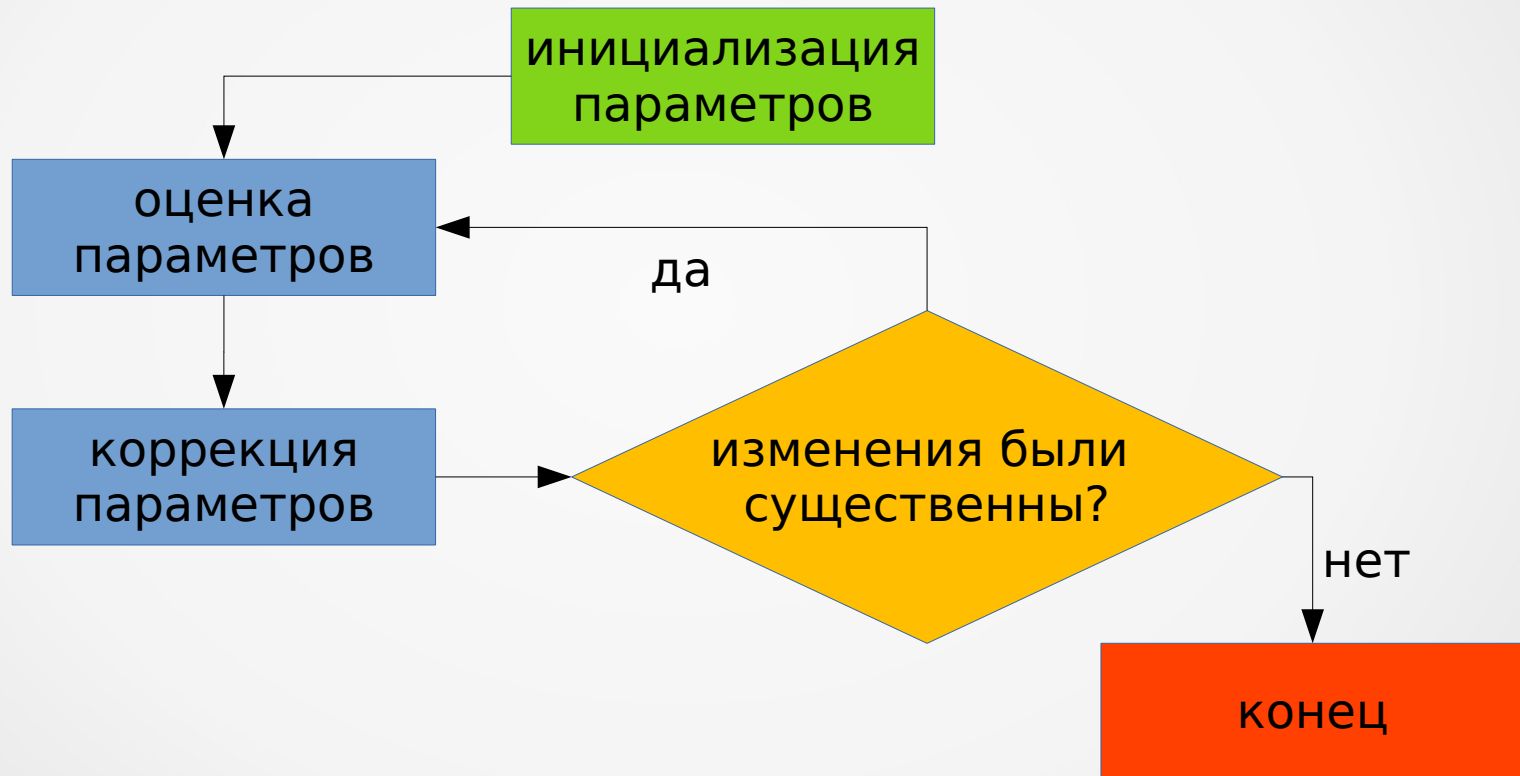 инициализация
параметров
оценка
параметров
да
коррекция
параметров
изменения были
существенны?
нет
конец